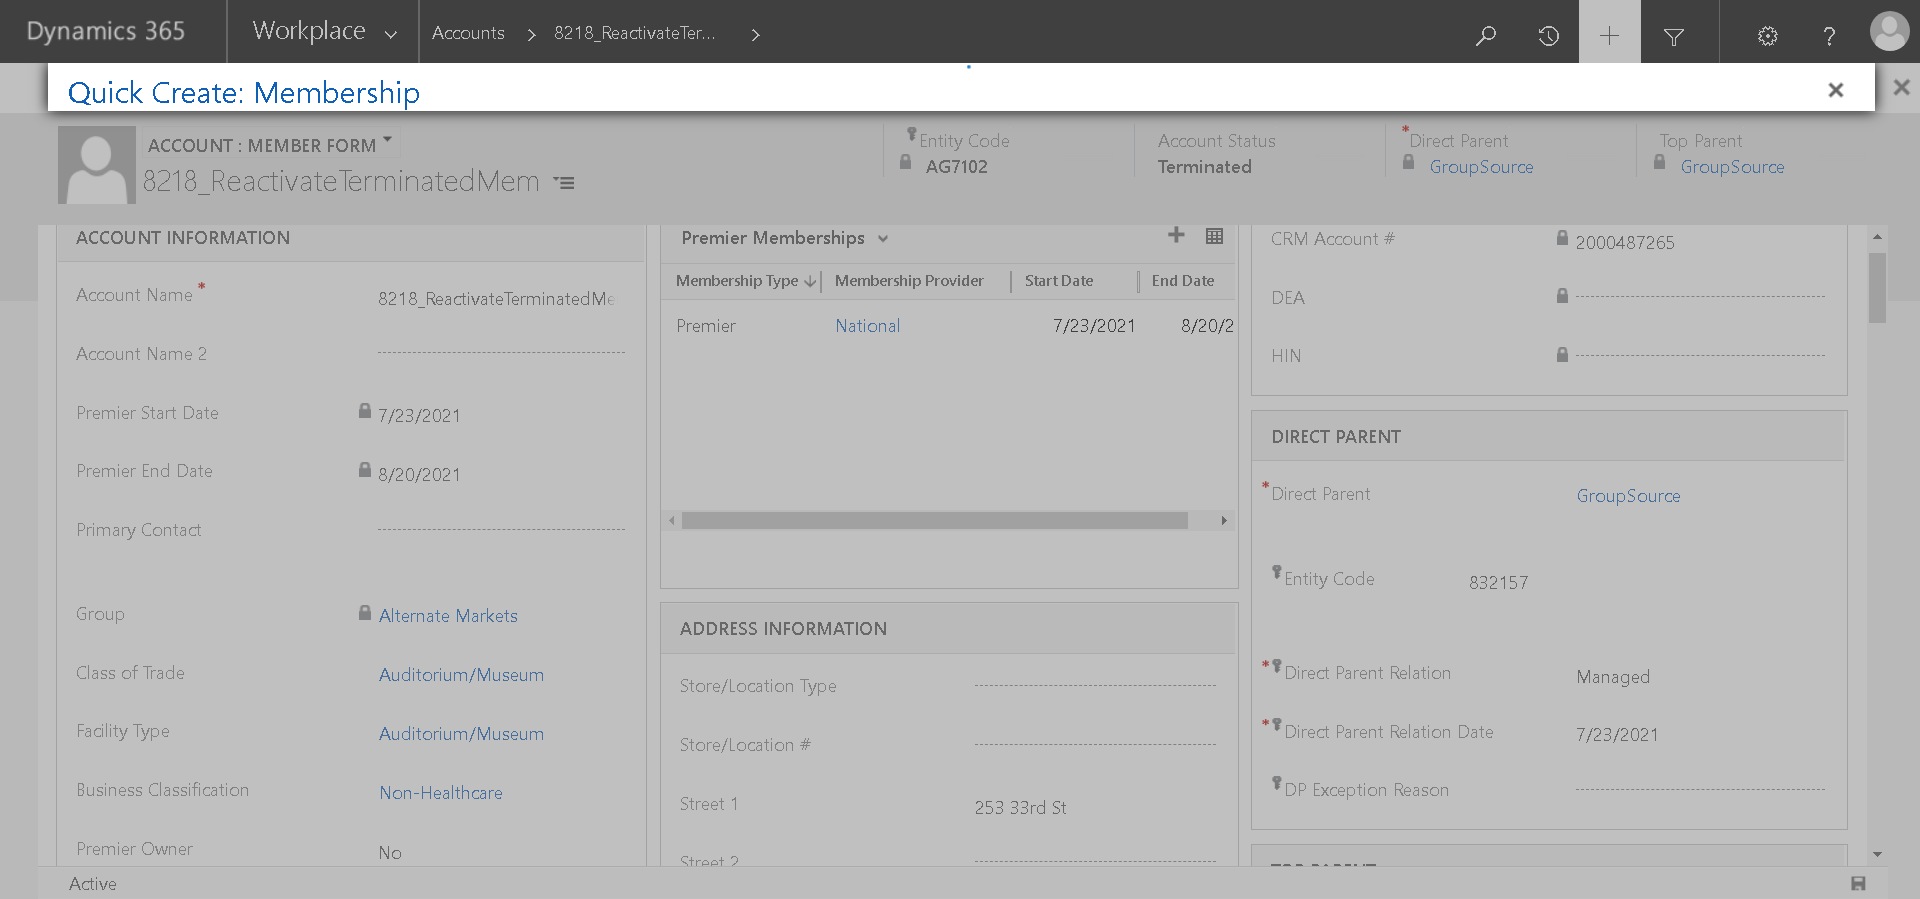 Dynamics 365
Workplace
Accounts
8218_ReactivateTer...
Quick Create: Membership
ACCOUNT : MEMBER FORM
8218_ReactivateTerminatedMem
Entity Code
AG7102
Account Status
Terminated
*Direct Parent
GroupSource
Top Parent
GroupSource
ACCOUNT INFORMATION
Account Name *
8218_ReactivateTerminatedMe
Account Name 2
Premier Start Date
7/23/2021
Premier End Date
8/20/2021
Primary Contact
Group
Alternate Markets
Class of Trade
Auditorium/Museum
Facility Type
Auditorium/Museum
Business Classification
Non-Healthcare
Premier Owner
No
Premier Memberships
Membership Type
Membership Provider
Start Date
End Date
Premier
National
7/23/2021
8/20/2
ADDRESS INFORMATION
Store/Location Type
Store/Location #
Street 1
253 33rd St
Street 2
CRM Account #
2000487265
DEA
HIN
DIRECT PARENT
*Direct Parent
GroupSource
Entity Code
832157
*Direct Parent Relation
Managed
*Direct Parent Relation Date
7/23/2021
DP Exception Reason
TOP PARENT
Active